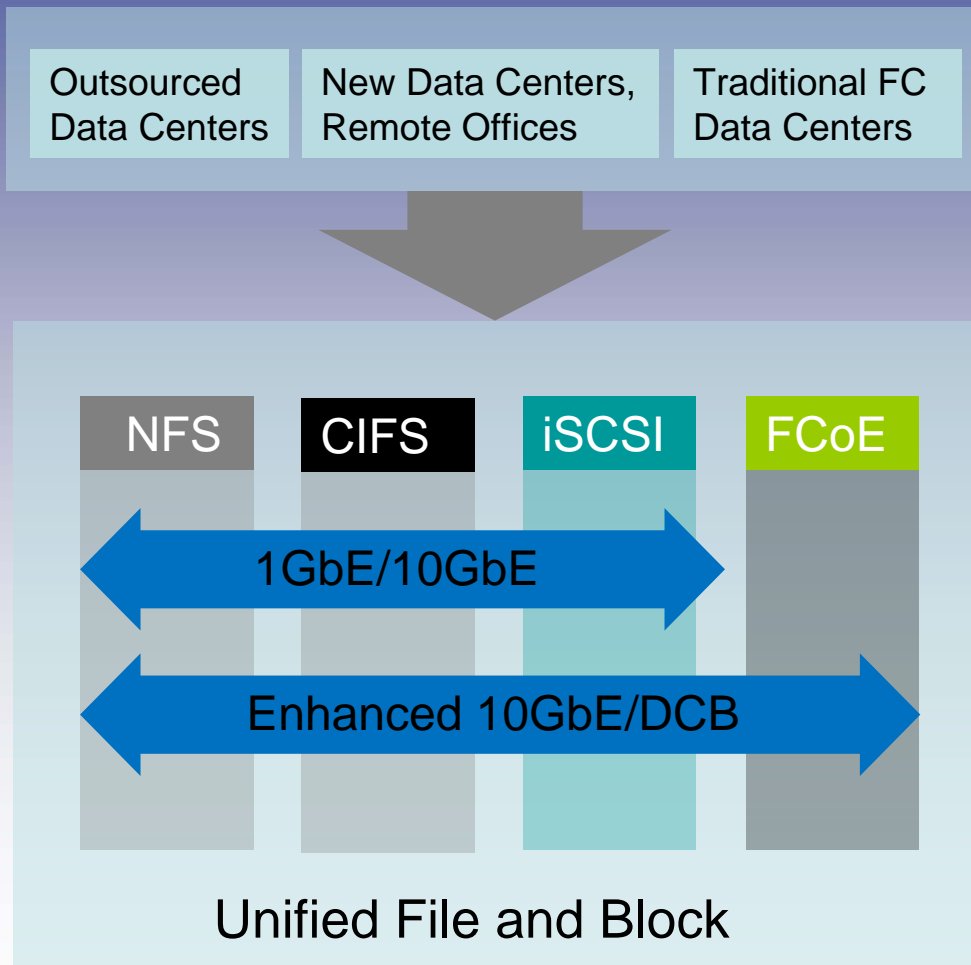 Outsourced
Data Centers
New Data Centers,
Remote Offices
Traditional FC
Data Centers
NFS
CIFS
iSCSI
FCoE
1GbE/10GbE
Enhanced 10GbE/DCB
Unified File and Block